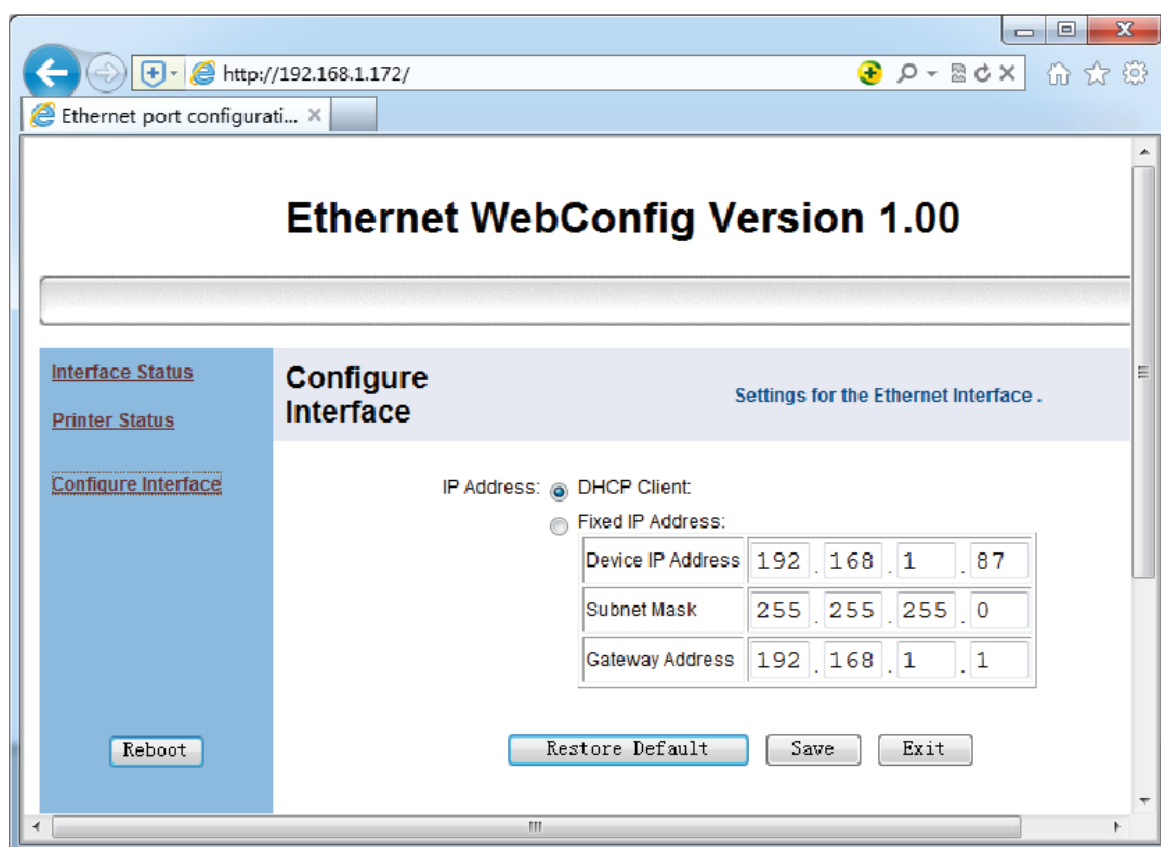 http://192.168.1.172/
Ethernet port configurati...
Ethernet WebConfig Version 1.00
Interface Status
Printer Status
Configure Interface
Configure
Interface
Settings for the Ethernet Interface .
IP Address: DHCP Client:
Fixed IP Address:
Device IP Address 192 . 168 . 1 . 87
Subnet Mask 255 . 255 . 255 . 0
Gateway Address 192 . 168 . 1 . 1
Reboot Restore Default Save Exit